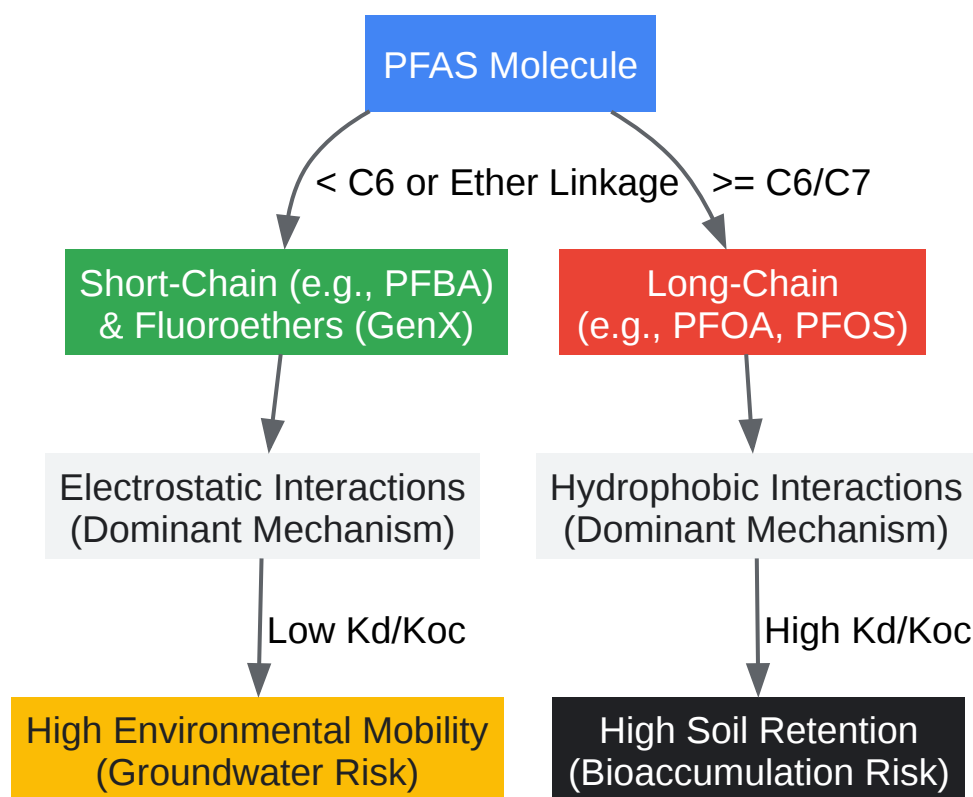 PFAS Molecule
< C6 or Ether Linkage
>= C6/C7
Short-Chain (e.g., PFBA)
& Fluoroethers (GenX)
Long-Chain
(e.g., PFOA, PFOS)
Electrostatic Interactions
(Dominant Mechanism)
Hydrophobic Interactions
(Dominant Mechanism)
Low Kd/Koc
High Kd/Koc
High Environmental Mobility
(Groundwater Risk)
High Soil Retention
(Bioaccumulation Risk)